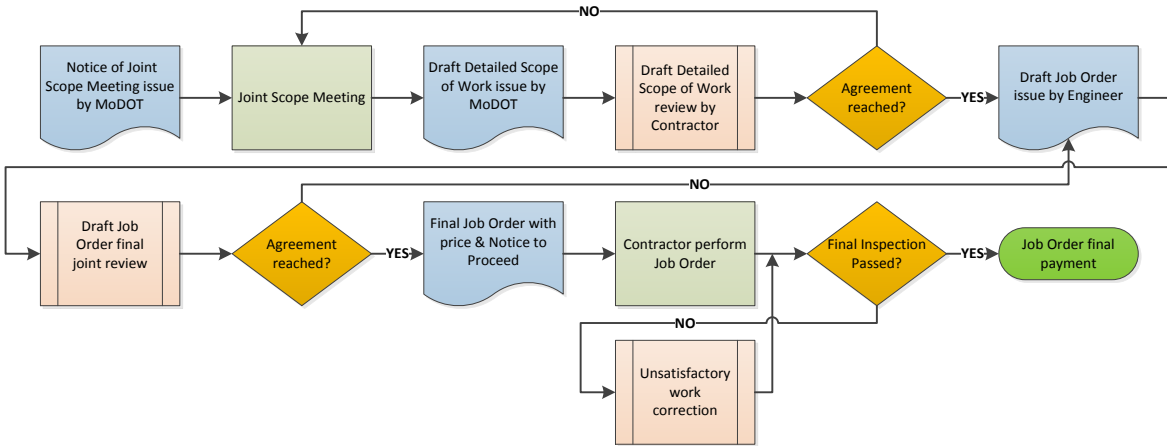 NO
Notice of Joint
Scope Meeting issue
by MoDOT
Joint Scope Meeting
Draft Detailed Scope
of Work issue by
MoDOT
Draft Detailed
Scope of Work
review by
Contractor
Agreement
reached?
YES
Draft Job Order
issue by Engineer
NO
Draft Job
Order final
joint review
Agreement
reached?
YES
Final Job Order with
price & Notice to
Proceed
Contractor perform
Job Order
Final Inspection
Passed?
YES
Job Order final
payment
NO
Unsatisfactory
work
correction